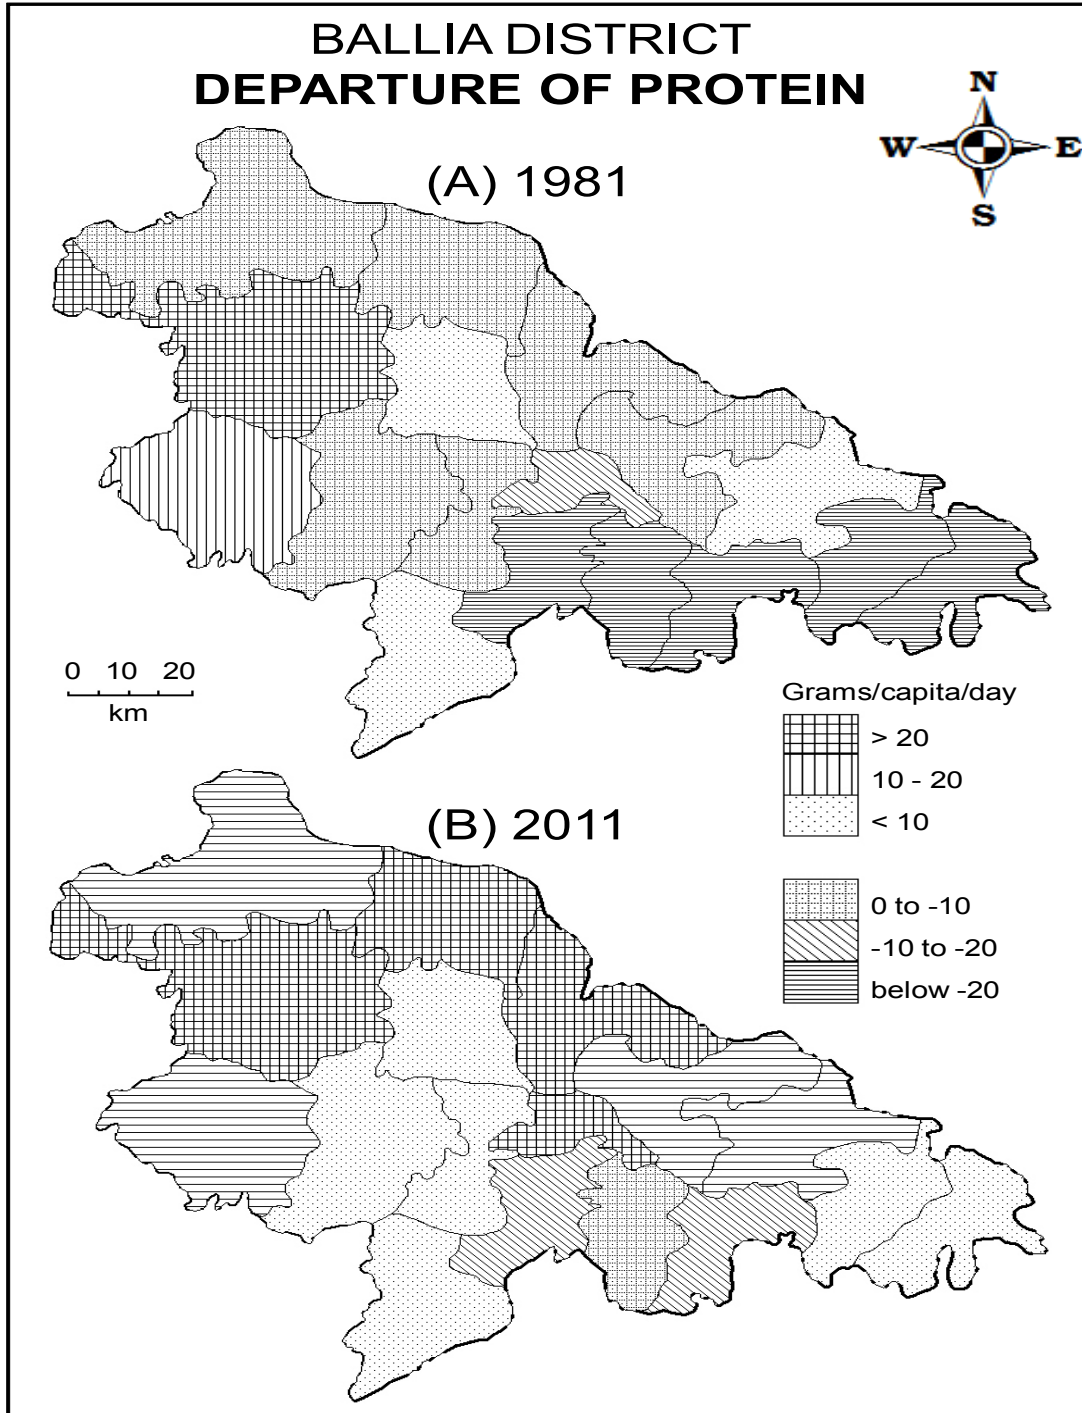 BALLIA DISTRICT
DEPARTURE OF PROTEIN
N
W E
S
(A) 1981
0 10 20
km
Grams/capita/day
> 20
10 - 20
< 10
(B) 2011
0 to -10
-10 to -20
below -20